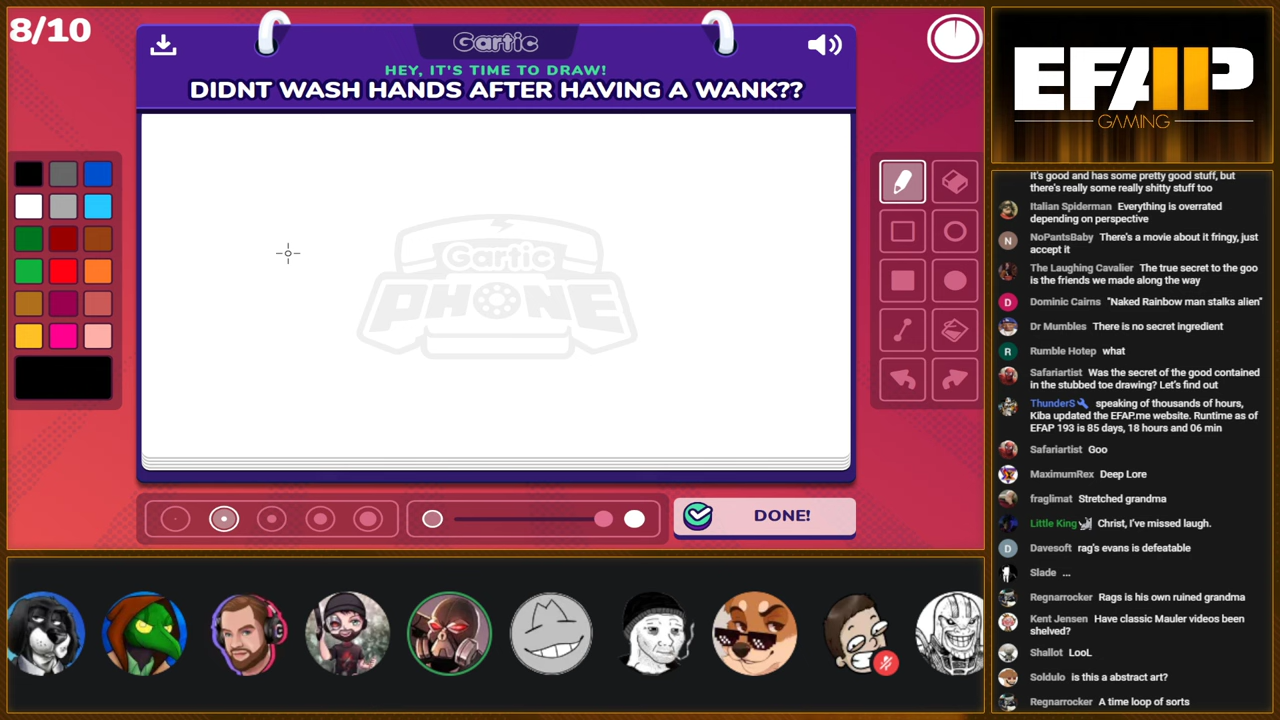 8/10
Gartic
HEY, IT'S TIME TO DRAW!
DIDNT WASH HANDS AFTER HAVING A WANK??
Gartic
PHONE
DONE!
EFAP
GAMING
It's good and has some pretty good stuff, but
there's really some really shitty stuff too
Italian Spiderman Everything is overrated
depending on perspective
N
NoPantsBaby There's a movie about it fringy, just
accept it
The Laughing Cavalier The true secret to the goo
is the friends we made along the way
D
Dominic Cairns "Naked Rainbow man stalks alien"
Dr Mumbles There is no secret ingredient
R
Rumble Hotep what
Safariartist Was the secret of the good contained
in the stubbed toe drawing? Let's find out
ThunderS speaking of thousands of hours,
Kiba updated the EFAP.me website. Runtime as of
EFAP 193 is 85 days, 18 hours and 06 min
Safariartist Goo
MaximumRex Deep Lore
fraglimat Stretched grandma
Little King Christ, I've missed laugh.
D
Davesoft rag's evans is defeatable
Slade ...
Regnarrocker Rags is his own ruined grandma
Kent Jensen Have classic Mauler videos been
shelved?
Shallot LooL
Soldulo is this a abstract art?
Regnarrocker A time loop of sorts